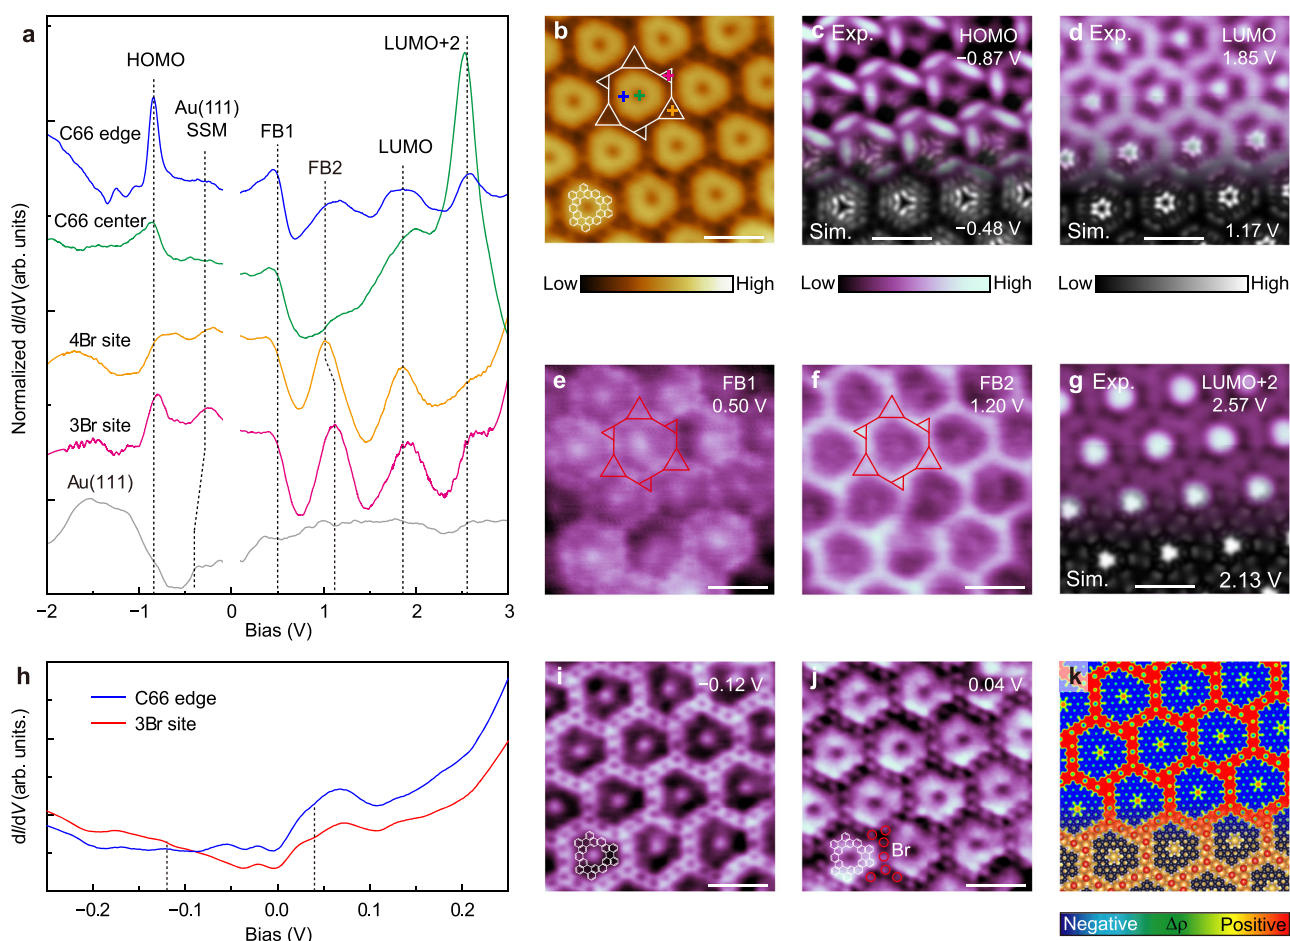 a
LUMO+2
HOMO
Au(111)
SSM
C66 edge
FB1
FB2
LUMO
C66 center
4Br site
3Br site
Au(111)
Normalized dI/dV (arb. units)
−2
−1
0
1
2
3
Bias (V)
b
Low
High
c Exp.
HOMO
−0.87 V
Sim.
−0.48 V
Low
High
d Exp.
LUMO
1.85 V
Sim.
1.17 V
Low
High
e
FB1
0.50 V
f
FB2
1.20 V
g Exp.
LUMO+2
2.57 V
Sim.
2.13 V
h
C66 edge
3Br site
dI/dV (arb. units.)
−0.2
−0.1
0.0
0.1
0.2
Bias (V)
i
−0.12 V
j
0.04 V
Br
k
Negative
Δρ
Positive